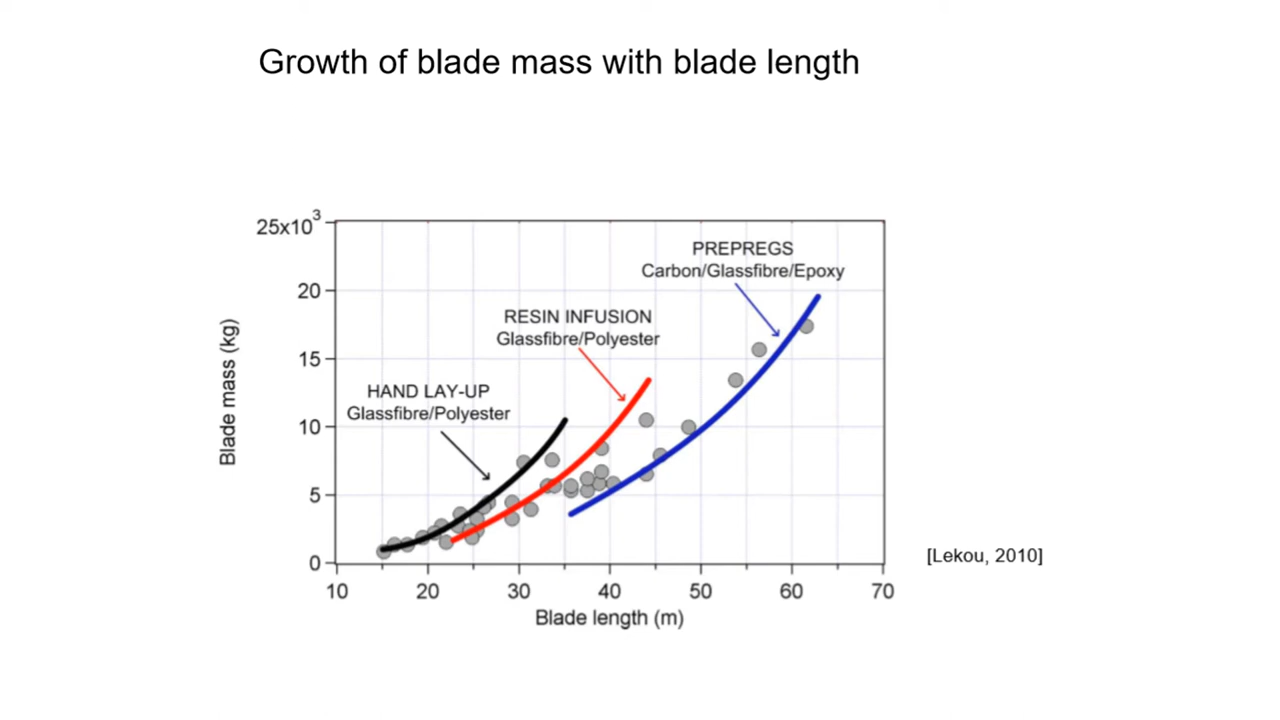 Growth of blade mass with blade length
25x10³
20
15
10
5
0
10 20 30 40 50 60 70
Blade mass (kg)
Blade length (m)
HAND LAY-UP
Glassfibre/Polyester
RESIN INFUSION
Glassfibre/Polyester
PREPREGS
Carbon/Glassfibre/Epoxy
[Lekou, 2010]